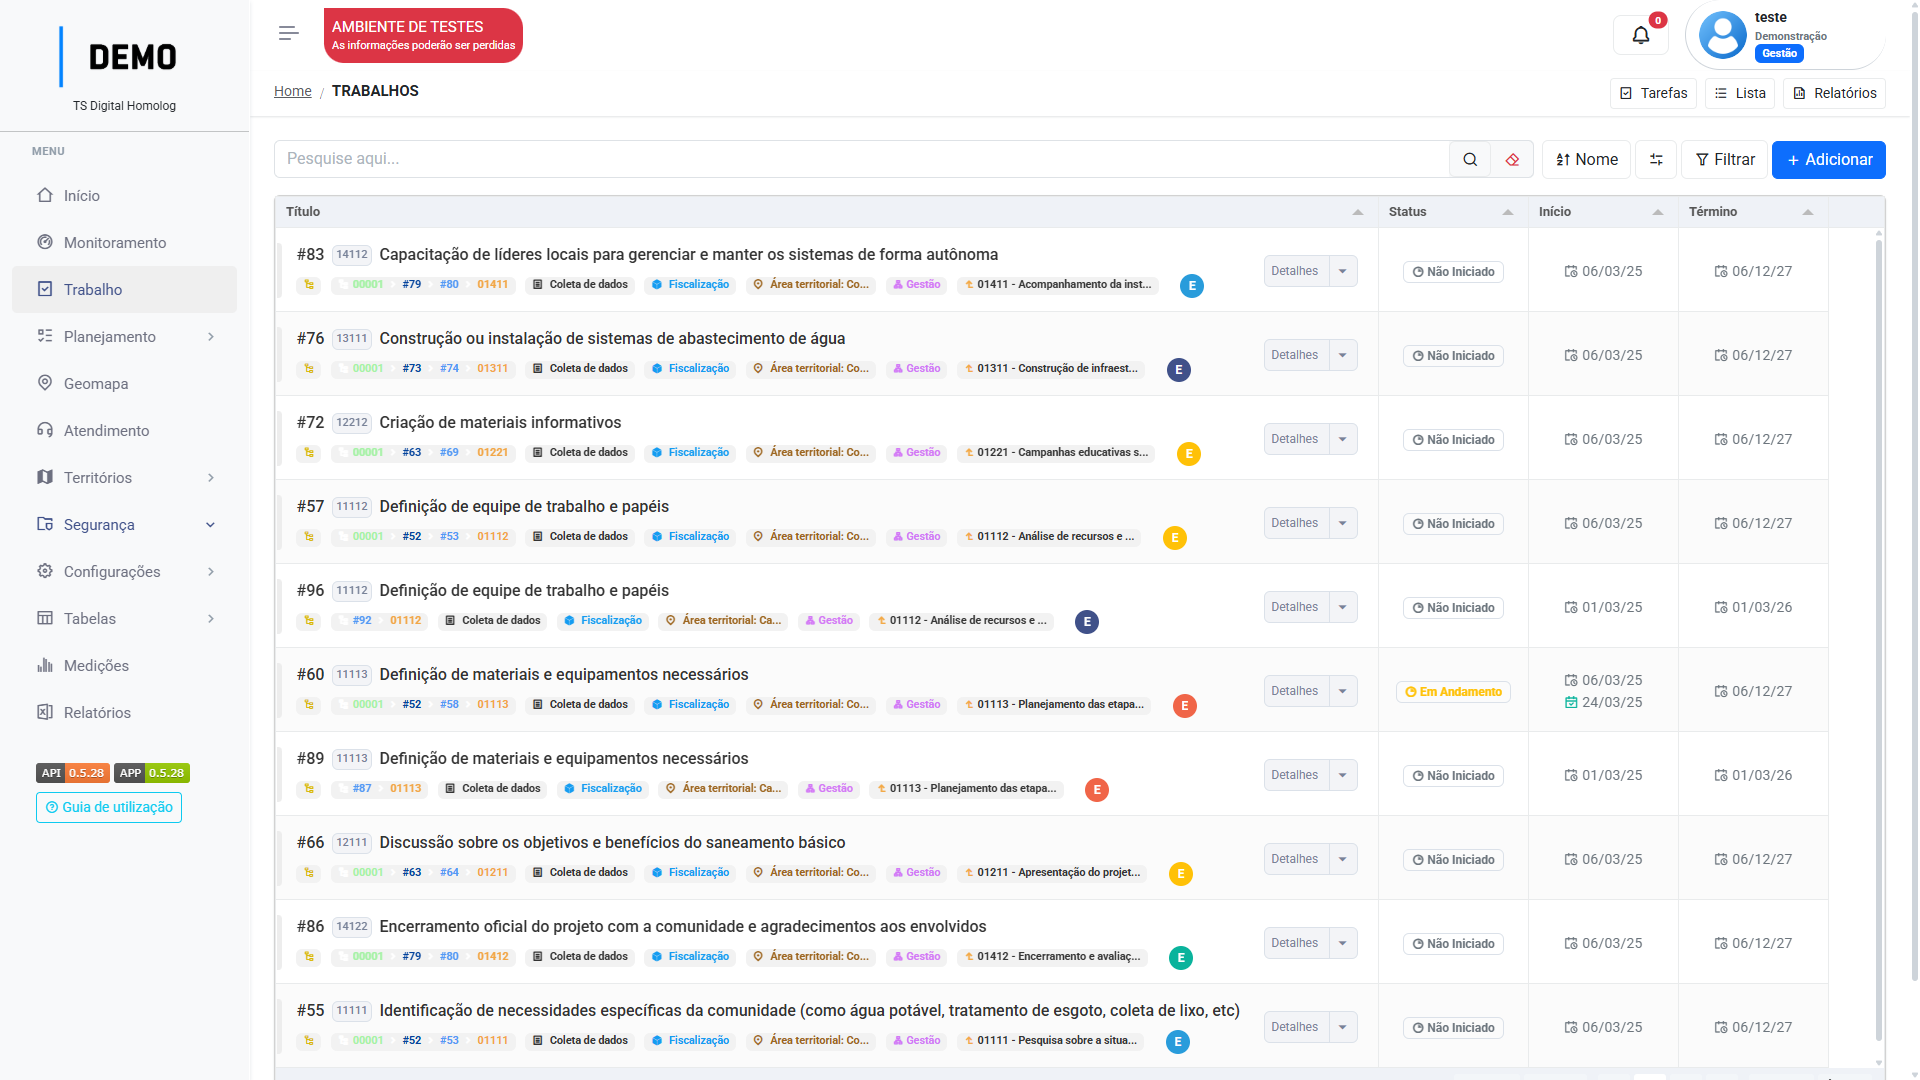 DEMO
TS Digital Homolog
MENU
Início
Monitoramento
Trabalho
Planejamento
Geomapa
Atendimento
Territórios
Segurança
Configurações
Tabelas
Medições
Relatórios
API 0.5.28 APP 0.5.28
Guia de utilização
AMBIENTE DE TESTES
As informações poderão ser perdidas
0
teste
Demonstração
Gestão
Home / TRABALHOS
Tarefas Lista Relatórios
Pesquise aqui...
Nome Filtrar + Adicionar
Título Status Início Término
#83 14112 Capacitação de líderes locais para gerenciar e manter os sistemas de forma autônoma
00001 #79 #80 01411 Coleta de dados Fiscalização Área territorial: Co... Gestão 01411 - Acompanhamento da inst... E
Detalhes Não Iniciado 06/03/25 06/12/27
#76 13111 Construção ou instalação de sistemas de abastecimento de água
00001 #73 #74 01311 Coleta de dados Fiscalização Área territorial: Co... Gestão 01311 - Construção de infraest... E
Detalhes Não Iniciado 06/03/25 06/12/27
#72 12212 Criação de materiais informativos
00001 #63 #69 01221 Coleta de dados Fiscalização Área territorial: Co... Gestão 01221 - Campanhas educativas s... E
Detalhes Não Iniciado 06/03/25 06/12/27
#57 11112 Definição de equipe de trabalho e papéis
00001 #52 #53 01112 Coleta de dados Fiscalização Área territorial: Co... Gestão 01112 - Análise de recursos e ... E
Detalhes Não Iniciado 06/03/25 06/12/27
#96 11112 Definição de equipe de trabalho e papéis
#92 01112 Coleta de dados Fiscalização Área territorial: Ca... Gestão 01112 - Análise de recursos e ... E
Detalhes Não Iniciado 01/03/25 01/03/26
#60 11113 Definição de materiais e equipamentos necessários
00001 #52 #58 01113 Coleta de dados Fiscalização Área territorial: Co... Gestão 01113 - Planejamento das etapa... E
Detalhes Em Andamento 06/03/25 24/03/25 06/12/27
#89 11113 Definição de materiais e equipamentos necessários
#87 01113 Coleta de dados Fiscalização Área territorial: Ca... Gestão 01113 - Planejamento das etapa... E
Detalhes Não Iniciado 01/03/25 01/03/26
#66 12111 Discussão sobre os objetivos e benefícios do saneamento básico
00001 #63 #64 01211 Coleta de dados Fiscalização Área territorial: Co... Gestão 01211 - Apresentação do projet... E
Detalhes Não Iniciado 06/03/25 06/12/27
#86 14122 Encerramento oficial do projeto com a comunidade e agradecimentos aos envolvidos
00001 #79 #80 01412 Coleta de dados Fiscalização Área territorial: Co... Gestão 01412 - Encerramento e avaliaç... E
Detalhes Não Iniciado 06/03/25 06/12/27
#55 11111 Identificação de necessidades específicas da comunidade (como água potável, tratamento de esgoto, coleta de lixo, etc)
00001 #52 #53 01111 Coleta de dados Fiscalização Área territorial: Co... Gestão 01111 - Pesquisa sobre a situa... E
Detalhes Não Iniciado 06/03/25 06/12/27